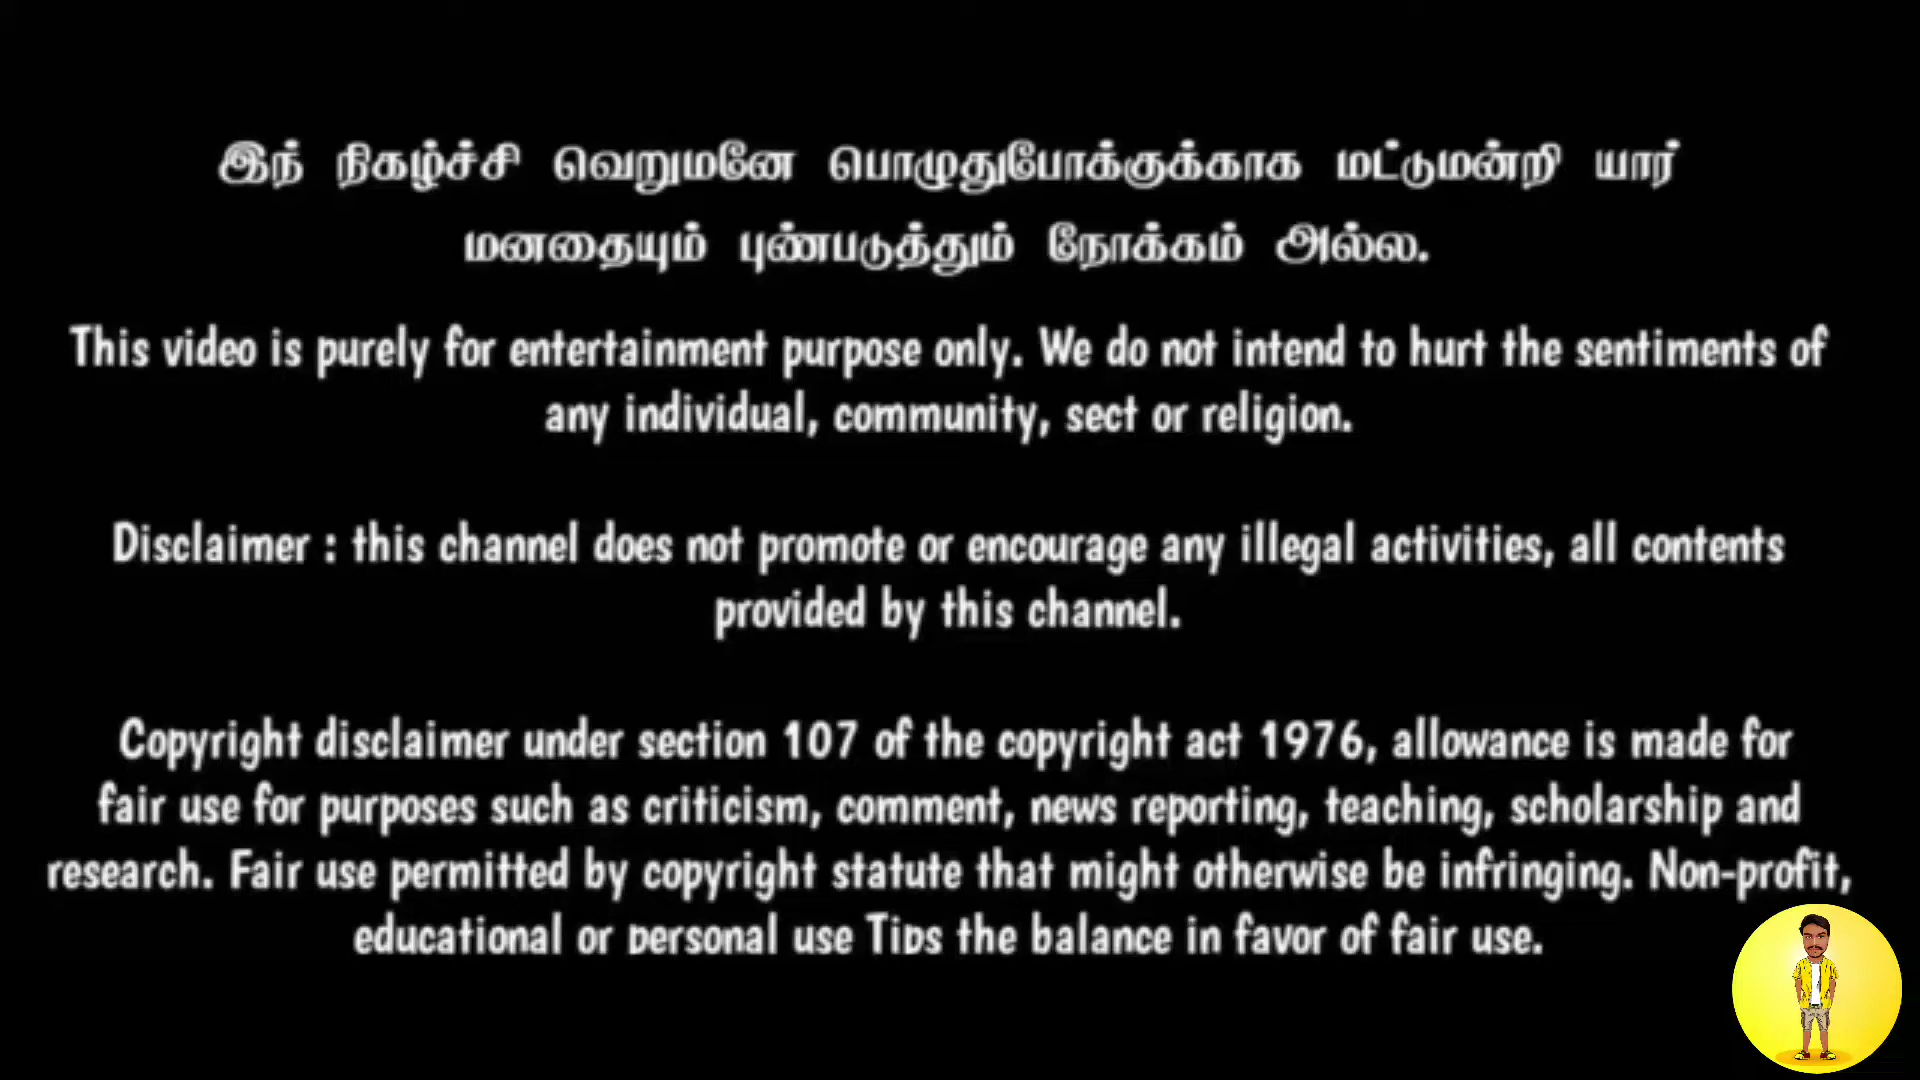 இந் நிகழ்ச்சி வெறுமனே பொழுதுபோக்குக்காக மட்டுமன்றி யார்
மனதையும் புண்படுத்தும் நோக்கம் அல்ல.
This video is purely for entertainment purpose only. We do not intend to hurt the sentiments of
any individual, community, sect or religion.
Disclaimer : this channel does not promote or encourage any illegal activities, all contents
provided by this channel.
Copyright disclaimer under section 107 of the copyright act 1976, allowance is made for
fair use for purposes such as criticism, comment, news reporting, teaching, scholarship and
research. Fair use permitted by copyright statute that might otherwise be infringing. Non-profit,
educational or personal use Tips the balance in favor of fair use.